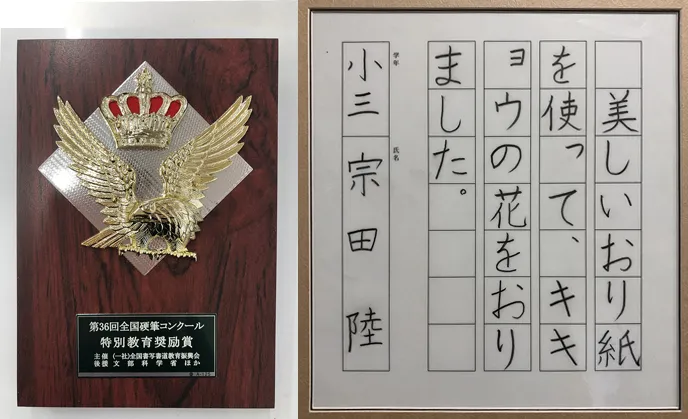 第36回全国硬筆コンクール
特別教育奨励賞
主催 (一社)全国書写書道教育振興会
後援 文部科学省 ほか
美しいおり紙
を使って、キキ
ョウの花をおり
ました。
学年
氏名
小三 宗田 陸